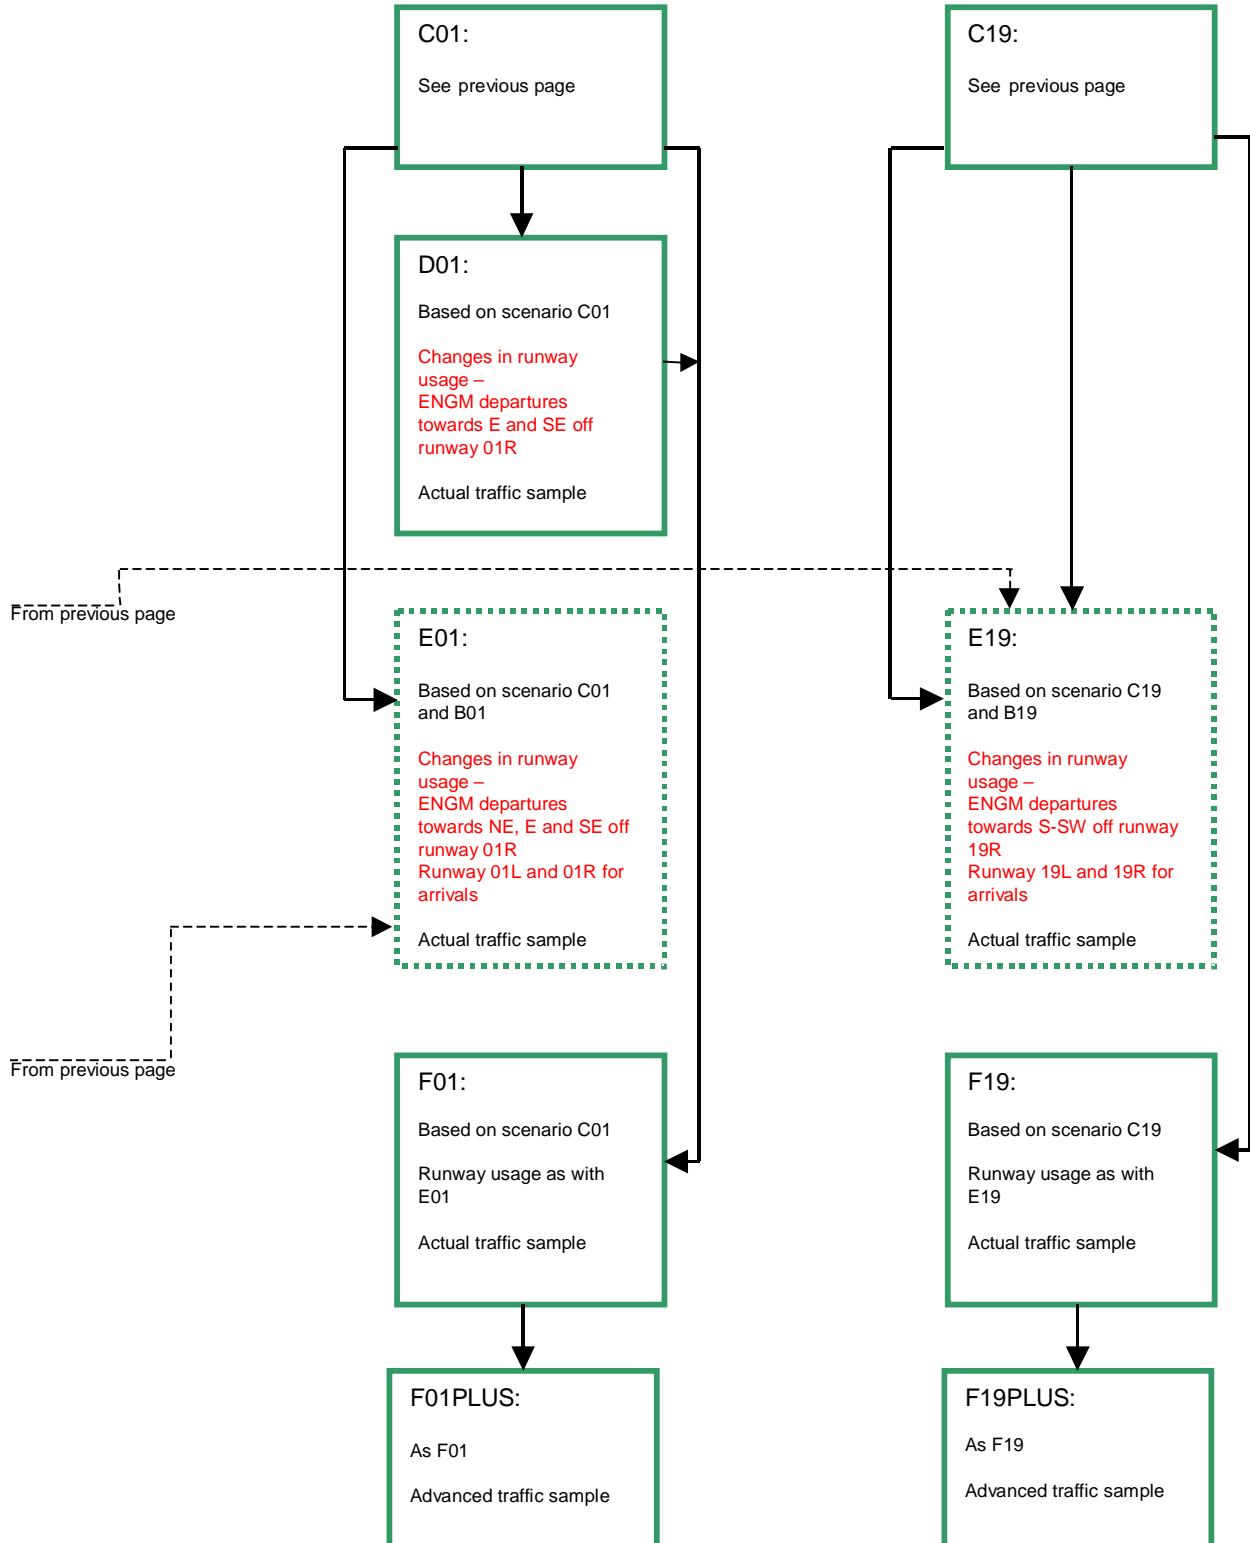 C01:
See previous page
C19:
See previous page
D01:
Based on scenario C01
Changes in runway
usage –
ENGM departures
towards E and SE off
runway 01R
Actual traffic sample
From previous page
E01:
Based on scenario C01
and B01
Changes in runway
usage –
ENGM departures
towards NE, E and SE off
runway 01R
Runway 01L and 01R for
arrivals
Actual traffic sample
E19:
Based on scenario C19
and B19
Changes in runway
usage –
ENGM departures
towards S-SW off runway
19R
Runway 19L and 19R for
arrivals
Actual traffic sample
From previous page
F01:
Based on scenario C01
Runway usage as with
E01
Actual traffic sample
F19:
Based on scenario C19
Runway usage as with
E19
Actual traffic sample
F01PLUS:
As F01
Advanced traffic sample
F19PLUS:
As F19
Advanced traffic sample